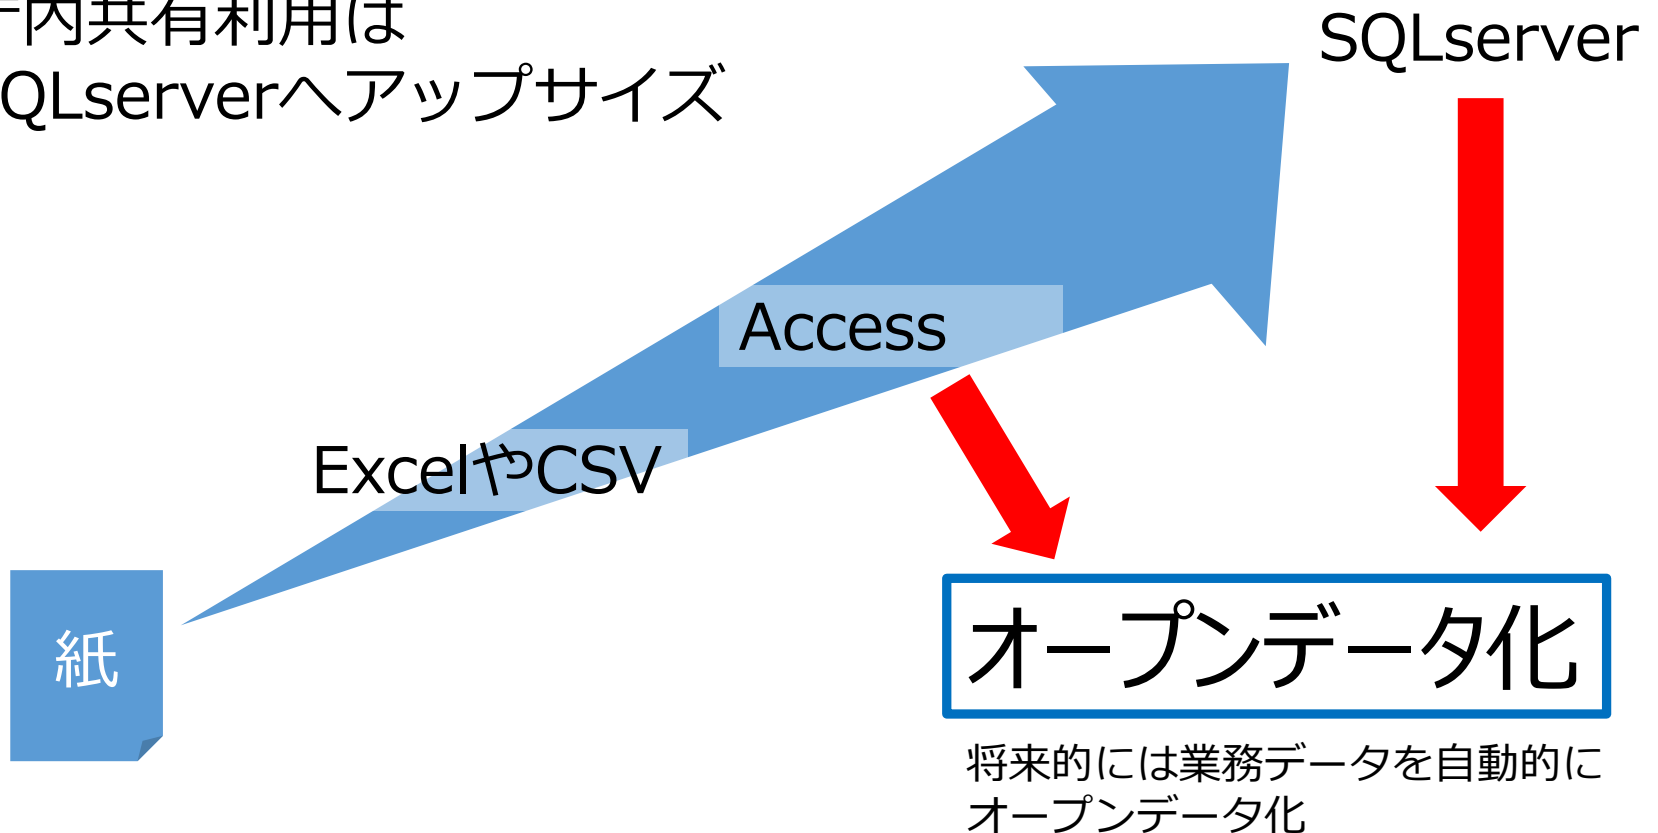 内共有利用は
QLserverへアップサイズ
SQLserver
Access
ExcelやCSV
紙
オープンデータ化
将来的には業務データを自動的に
オープンデータ化